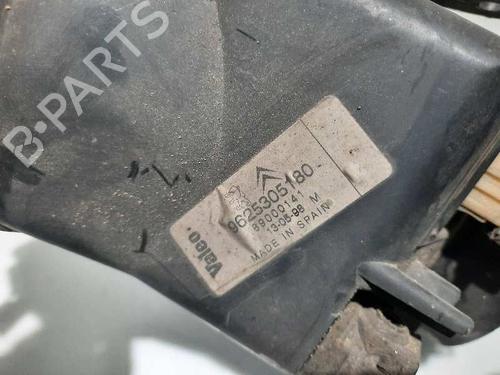 B-PARTS
9625305180-
89000141
13-05-98 M
MADE IN SPAIN
Valeo